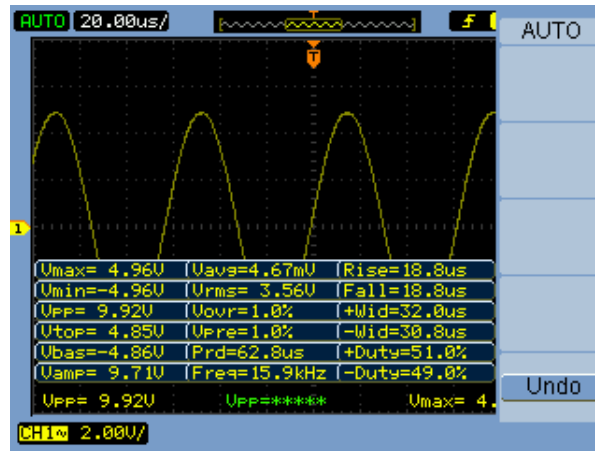 AUTO 20.00us/
AUTO
T
1
Vmax= 4.96V Vavg=4.67mV Rise=18.8us
Vmin=-4.96V Vrms= 3.56V Fall=18.8us
Vpp= 9.92V Vovr=1.0% +Wid=32.0us
Vtop= 4.85V Vpre=1.0% -Wid=30.8us
Vbas=-4.86V Prd=62.8us +Duty=51.0%
Vamp= 9.71V Freq=15.9kHz -Duty=49.0%
Undo
Vpp= 9.92V Vpp=***** Vmax= 4.
CH1~ 2.00V/